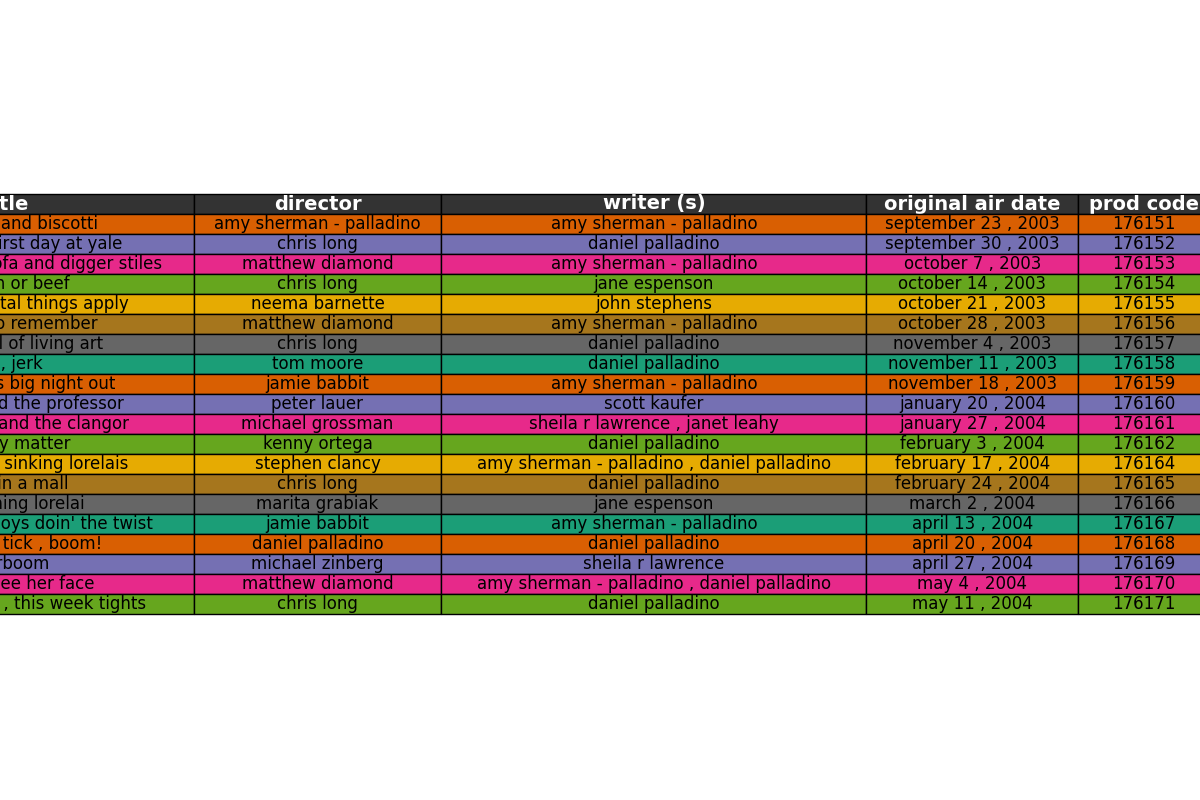 director writer (s) original air date prod code
and biscotti amy sherman - palladino amy sherman - palladino september 23 , 2003 176151
day at yale chris long daniel palladino september 30 , 2003 176152
and digger stiles matthew diamond amy sherman - palladino october 7 , 2003 176153
or beef chris long jane espenson october 14 , 2003 176154
things apply neema barnette john stephens october 21 , 2003 176155
remember matthew diamond amy sherman - palladino october 28 , 2003 176156
of living art chris long daniel palladino november 4 , 2003 176157
, jerk tom moore daniel palladino november 11 , 2003 176158
big night out jamie babbit amy sherman - palladino november 18 , 2003 176159
the professor peter lauer scott kaufer january 20 , 2004 176160
and the clangor michael grossman sheila r lawrence , janet leahy january 27 , 2004 176161
matter kenny ortega daniel palladino february 3 , 2004 176162
sinking lorelais stephen clancy amy sherman - palladino , daniel palladino february 17 , 2004 176164
in a mall chris long daniel palladino february 24 , 2004 176165
lorelai marita grabiak jane espenson march 2 , 2004 176166
doin' the twist jamie babbit amy sherman - palladino april 13 , 2004 176167
tick , boom! daniel palladino daniel palladino april 20 , 2004 176168
michael zinberg sheila r lawrence april 27 , 2004 176169
her face matthew diamond amy sherman - palladino , daniel palladino may 4 , 2004 176170
, this week tights chris long daniel palladino may 11 , 2004 176171